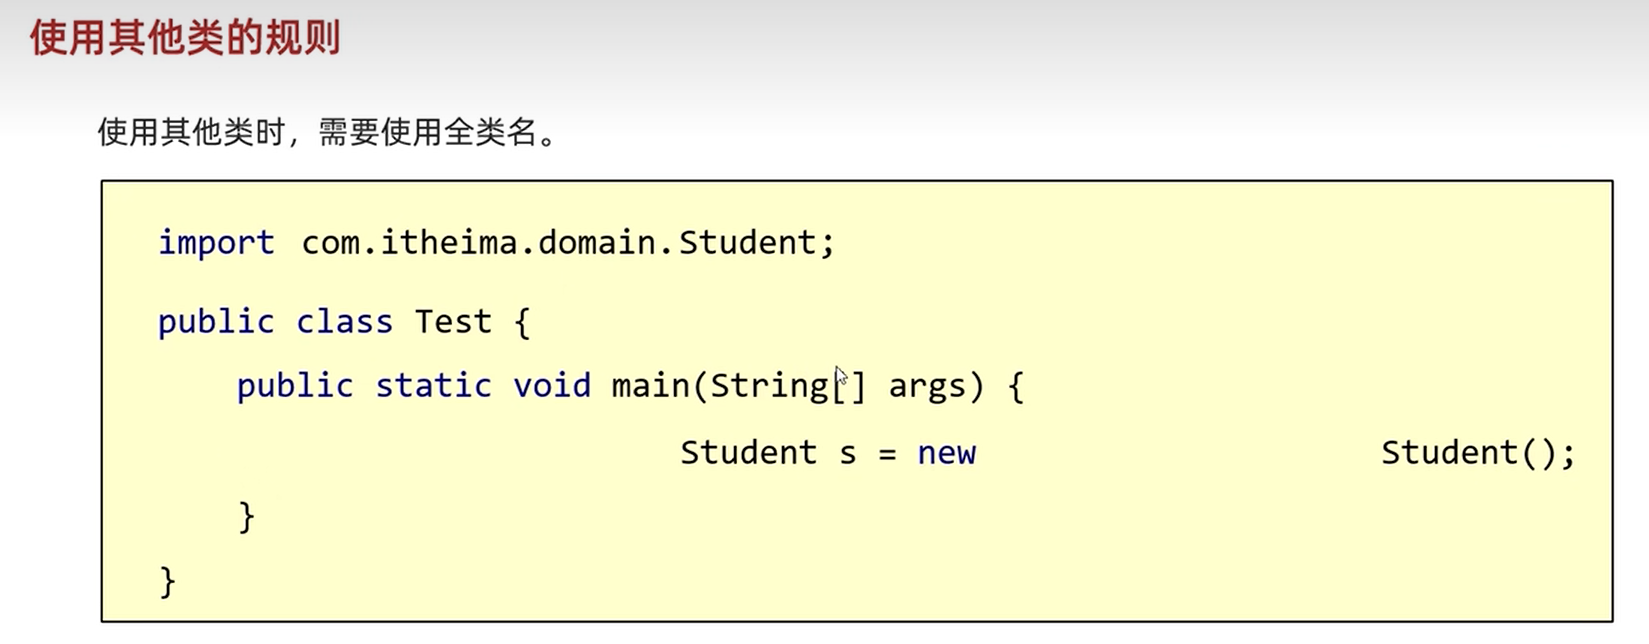 使用其他类的规则
使用其他类时，需要使用全类名。
import com.itheima.domain.Student;
public class Test {
public static void main(String[] args) {
Student s = new Student();
}
}